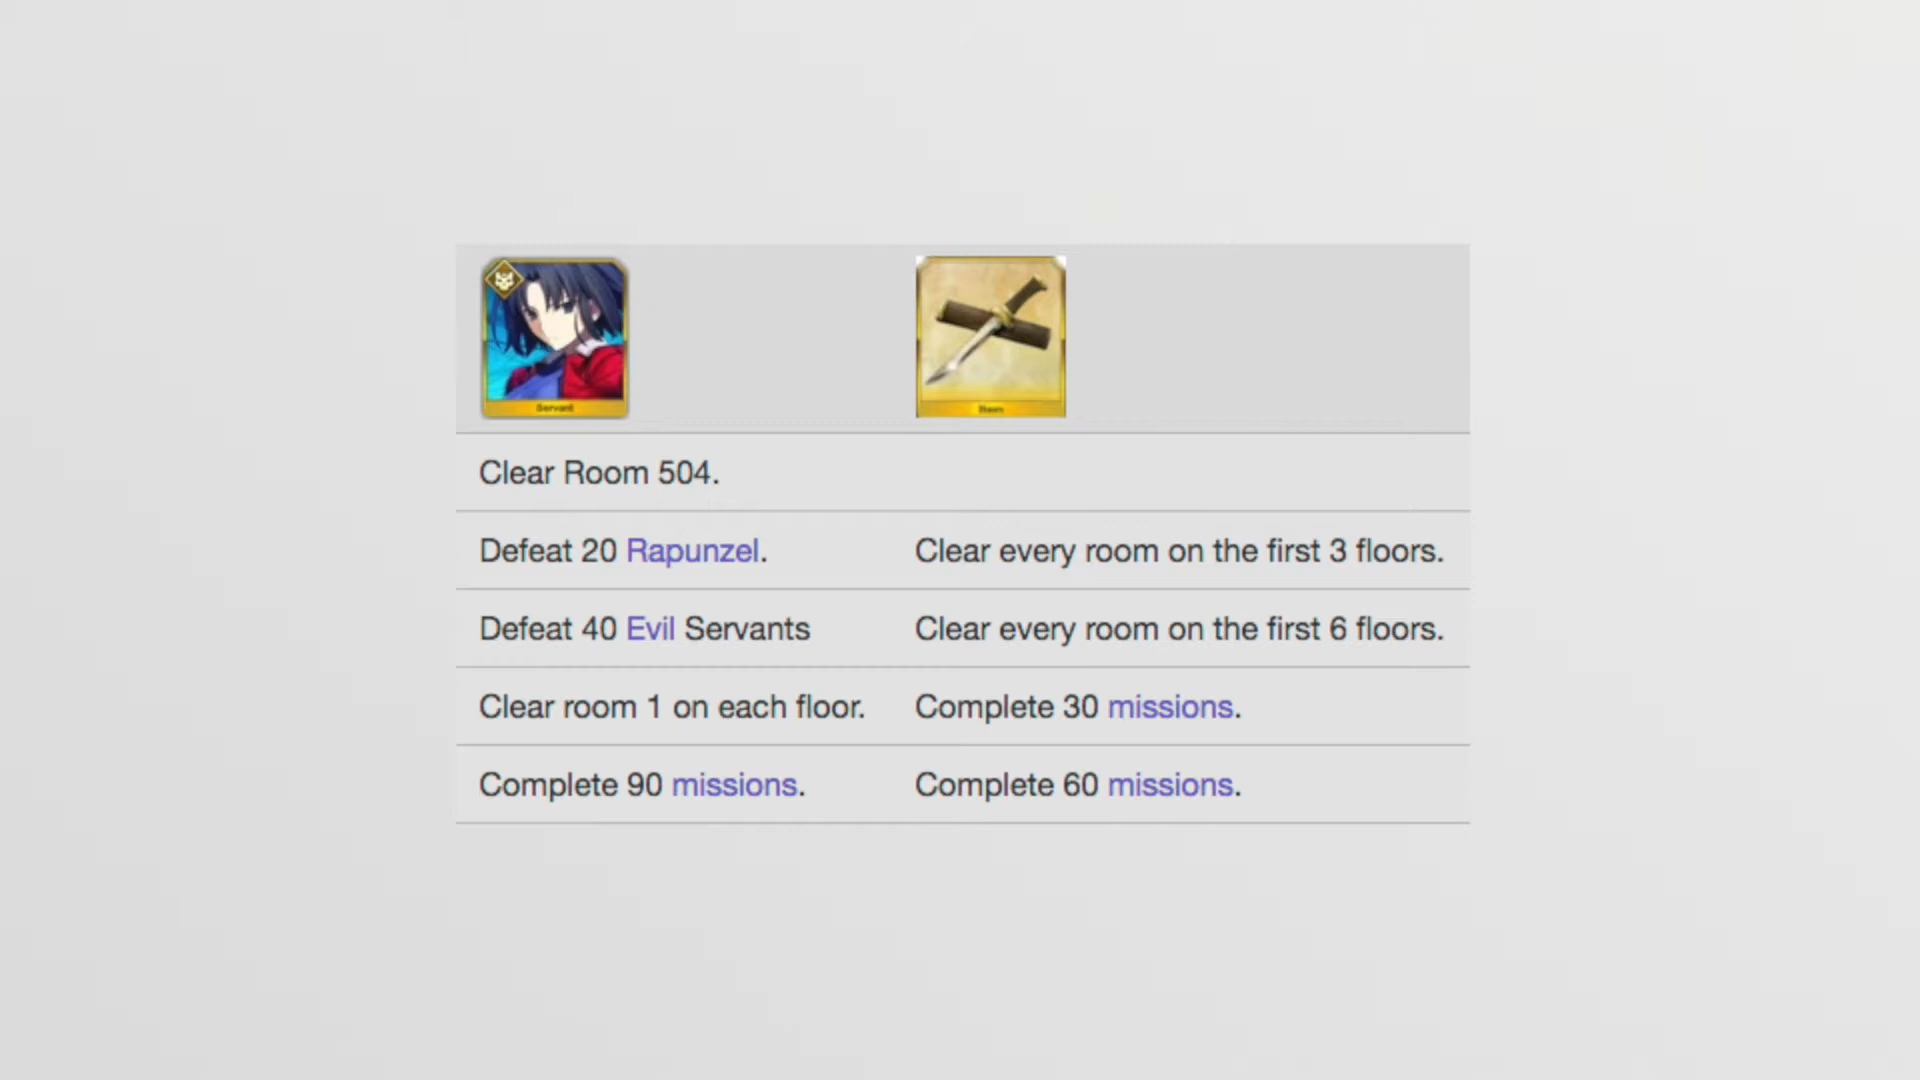 Servant
Clear Room 504.
Defeat 20 Rapunzel.
Clear every room on the first 3 floors.
Defeat 40 Evil Servants
Clear every room on the first 6 floors.
Clear room 1 on each floor.
Complete 30 missions.
Complete 90 missions.
Complete 60 missions.